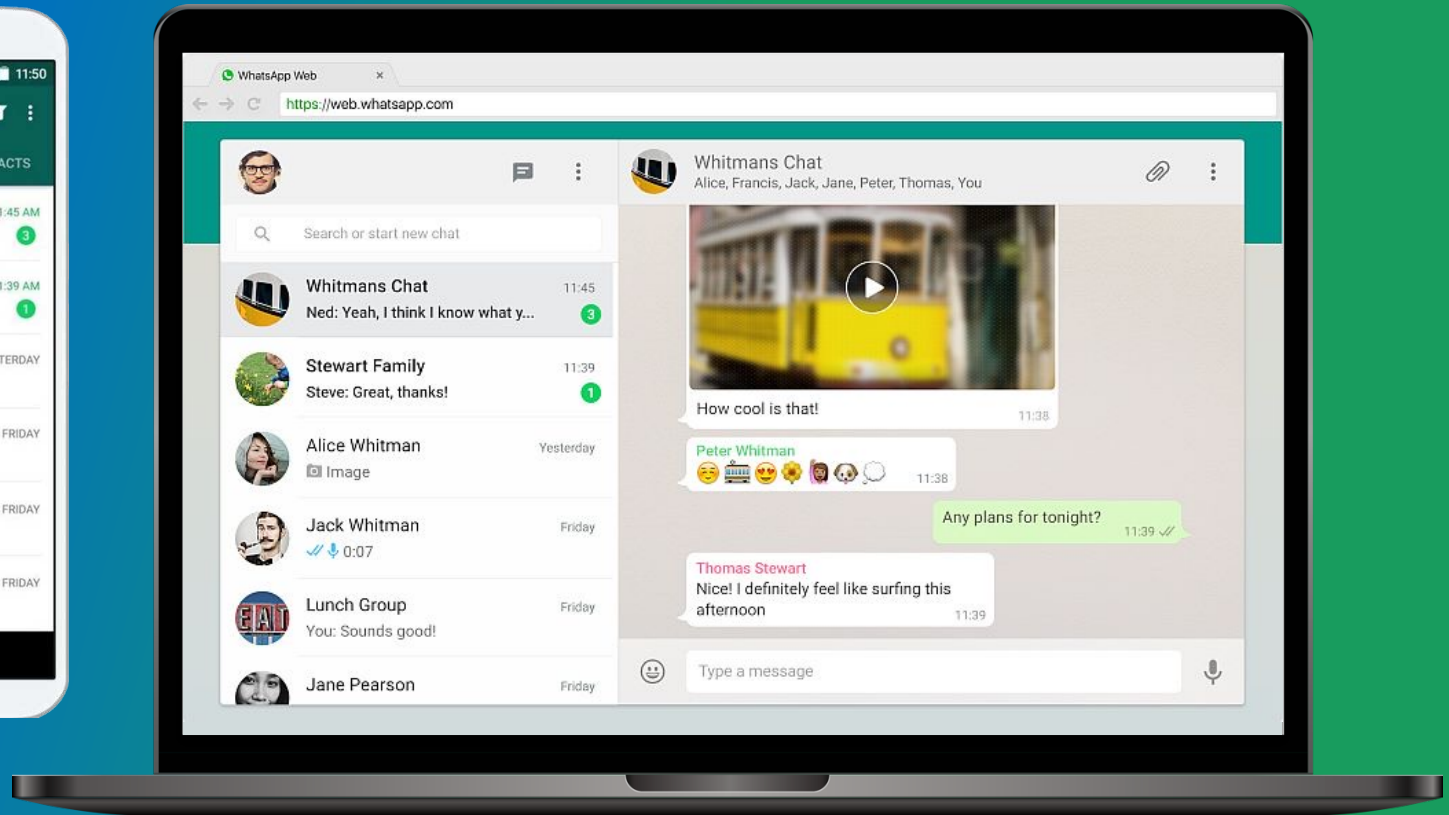 11:50
ACTS
1:45 AM
3
1:39 AM
1
TERDAY
FRIDAY
FRIDAY
FRIDAY
WhatsApp Web ×
https://web.whatsapp.com
Search or start new chat
Whitmans Chat 11:45
Ned: Yeah, I think I know what y... 3
Stewart Family 11:39
Steve: Great, thanks! 1
Alice Whitman Yesterday
Image
Jack Whitman Friday
0:07
EAT
Lunch Group Friday
You: Sounds good!
Jane Pearson Friday
Whitmans Chat
Alice, Francis, Jack, Jane, Peter, Thomas, You
How cool is that! 11:38
Peter Whitman
11:38
Any plans for tonight? 11:39
Thomas Stewart
Nice! I definitely feel like surfing this
afternoon 11:39
Type a message